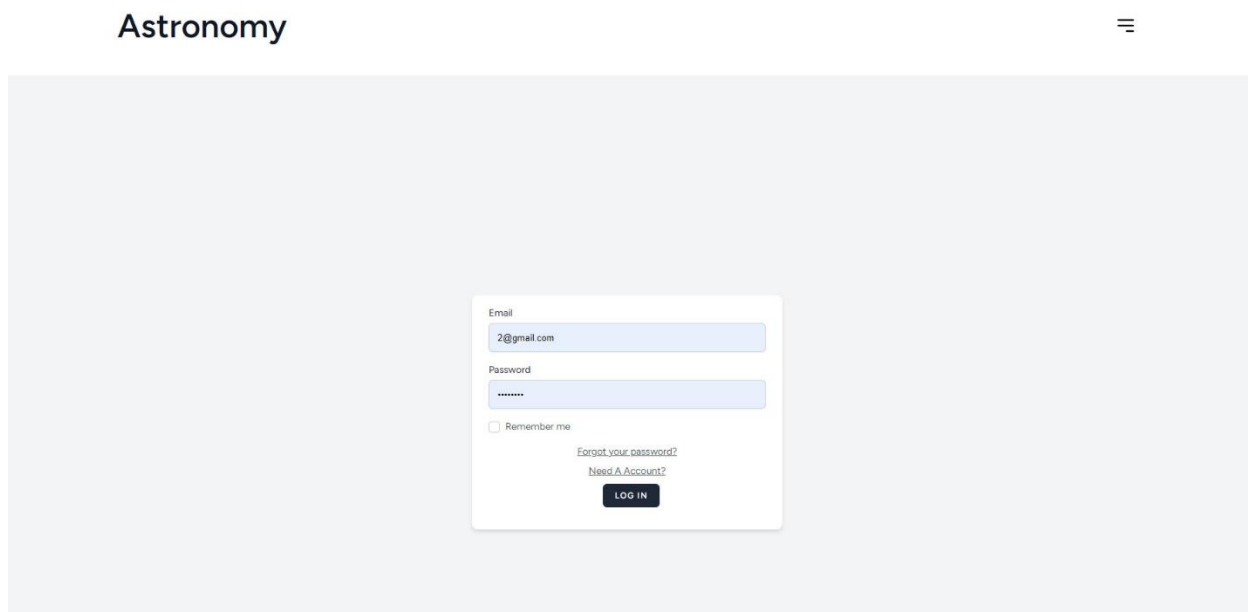 Astronomy
Email
2@gmail.com
Password
••••••••
Remember me
Forgot your password?
Need A Account?
LOG IN